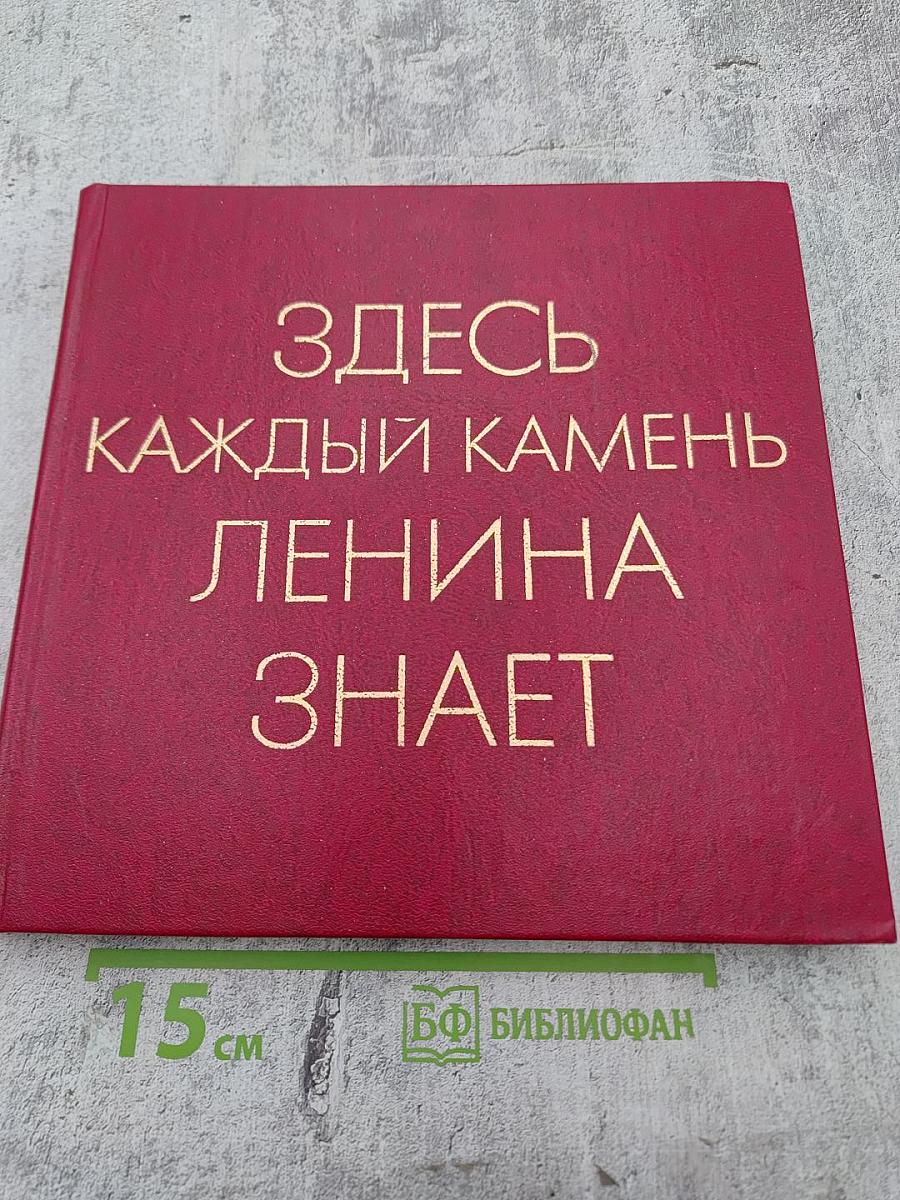 ЗДЕСЬ
КАЖДЫЙ КАМЕНЬ
ЛЕНИНА
ЗНАЕТ
15 см
БФ БИБЛИОФАН